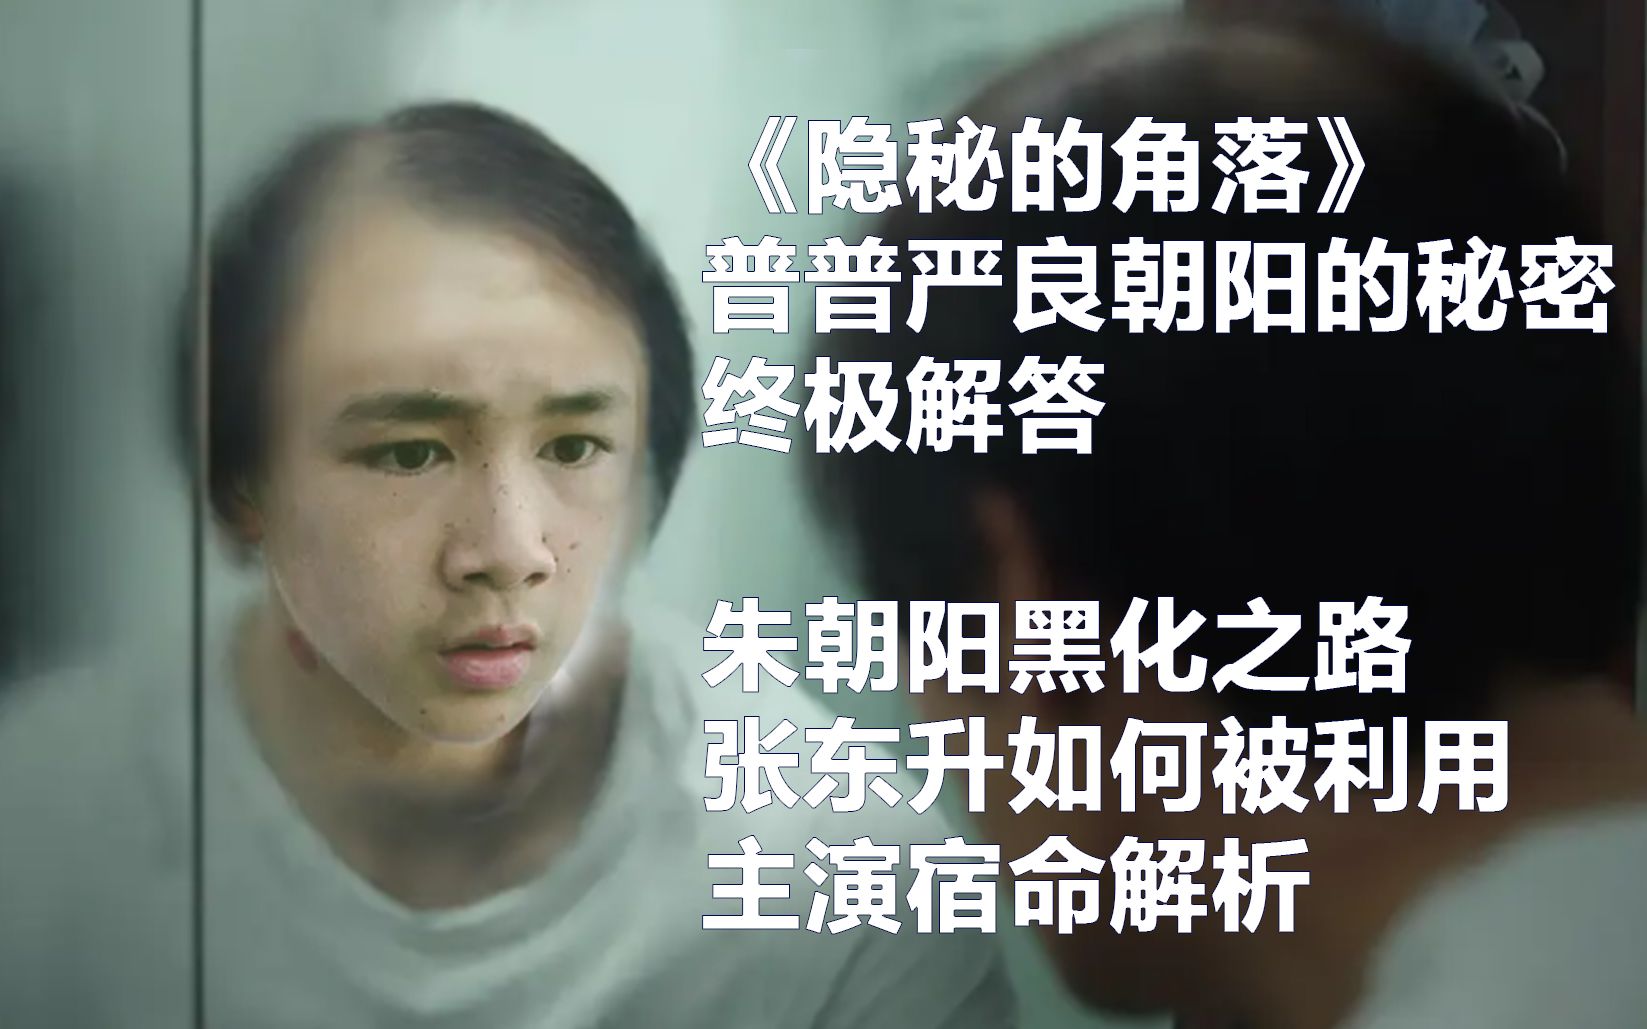 《隐秘的角落》
普普严良朝阳的秘密
终极解答
朱朝阳黑化之路
张东升如何被利用
主演宿命解析